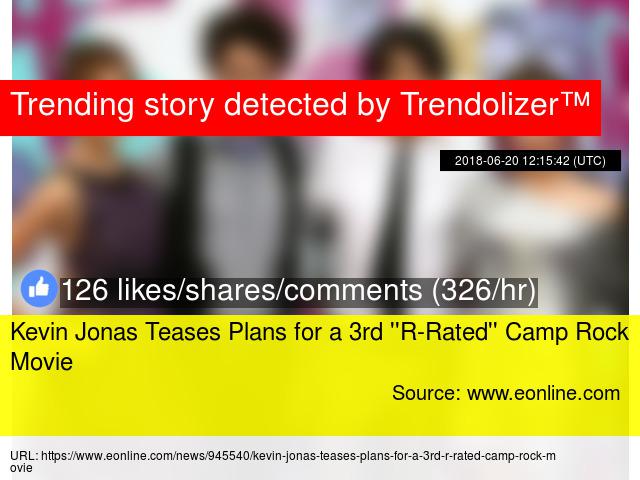 Trending story detected by Trendolizer™
2018-06-20 12:15:42 (UTC)
126 likes/shares/comments (326/hr)
Kevin Jonas Teases Plans for a 3rd "R-Rated" Camp Rock
Movie
Source: www.eonline.com
URL: https://www.eonline.com/news/945540/kevin-jonas-teases-plans-for-a-3rd-r-rated-camp-rock-m
ovie